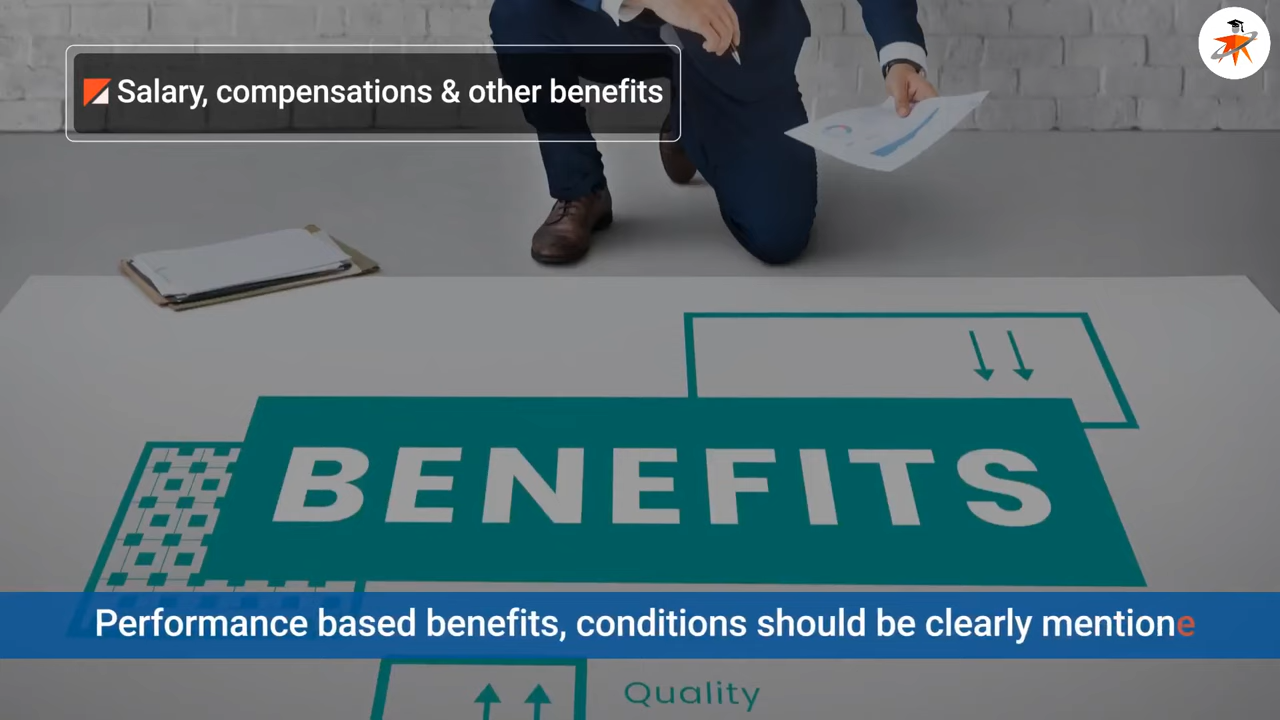 Salary, compensations & other benefits
BENEFITS
Performance based benefits, conditions should be clearly mentione
Quality